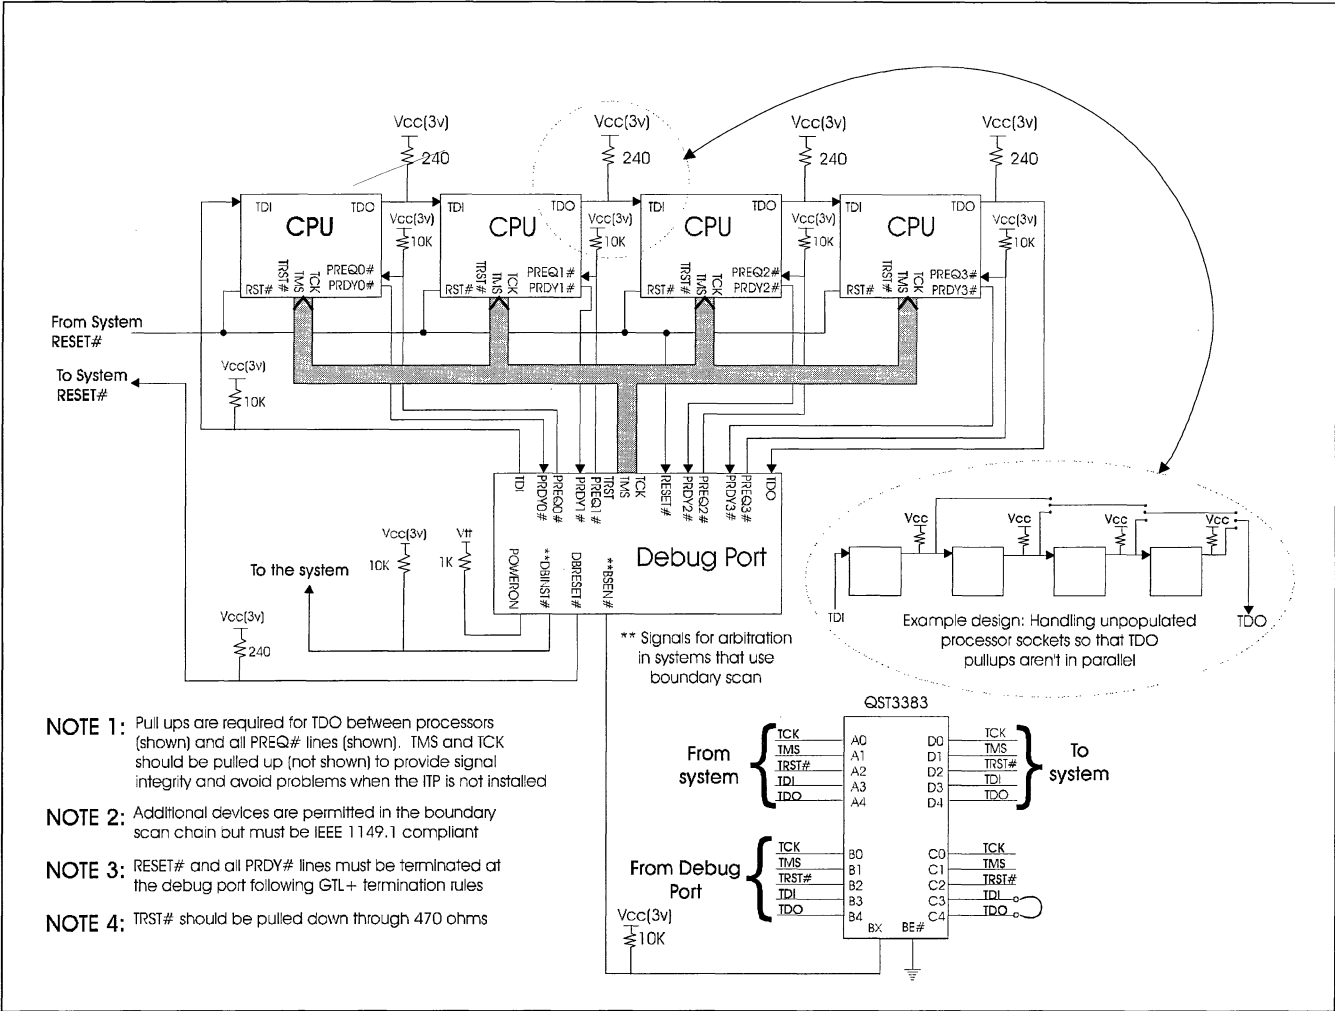 Vcc(3v) Vcc(3v) Vcc(3v) Vcc(3v)
240 240 240 240
TDI TDO TDI TDO TDI TDO TDI TDO
CPU CPU CPU CPU
Vcc(3v) Vcc(3v) Vcc(3v) Vcc(3v)
10K 10K 10K 10K
TRST# TMS TCK TRST# TMS TCK TRST# TMS TCK TRST# TMS TCK
PREQ0# PREQ1# PREQ2# PREQ3#
RST# PRDY0# RST# PRDY1# RST# PRDY2# RST# PRDY3#
From System
RESET#
To System
RESET#
Vcc(3v)
10K
TDI PRDY0# PREQ0# PRDY1# PREQ1# TRST TMS TCK RESET# PRDY2# PREQ2# PRDY3# PREQ3# TDO
Debug Port
POWERON **DBINST# DBRESET# **BSEN#
Vcc(3v) Vtt
10K 1K
To the system
Vcc(3v)
240
** Signals for arbitration
in systems that use
boundary scan
Vcc Vcc Vcc Vcc
TDI TDO
Example design: Handling unpopulated
processor sockets so that TDO
pullups aren't in parallel
NOTE 1: Pull ups are required for TDO between processors
(shown) and all PREQ# lines (shown). TMS and TCK
should be pulled up (not shown) to provide signal
integrity and avoid problems when the ITP is not installed
NOTE 2: Additional devices are permitted in the boundary
scan chain but must be IEEE 1149.1 compliant
NOTE 3: RESET# and all PRDY# lines must be terminated at
the debug port following GTL+ termination rules
NOTE 4: TRST# should be pulled down through 470 ohms
QST3383
From
system
To
system
TCK A0 D0 TCK
TMS A1 D1 TMS
TRST# A2 D2 TRST#
TDI A3 D3 TDI
TDO A4 D4 TDO
From Debug
Port
TCK B0 C0 TCK
TMS B1 C1 TMS
TRST# B2 C2 TRST#
TDI B3 C3 TDI
TDO B4 C4 TDO
BX BE#
Vcc(3v)
10K